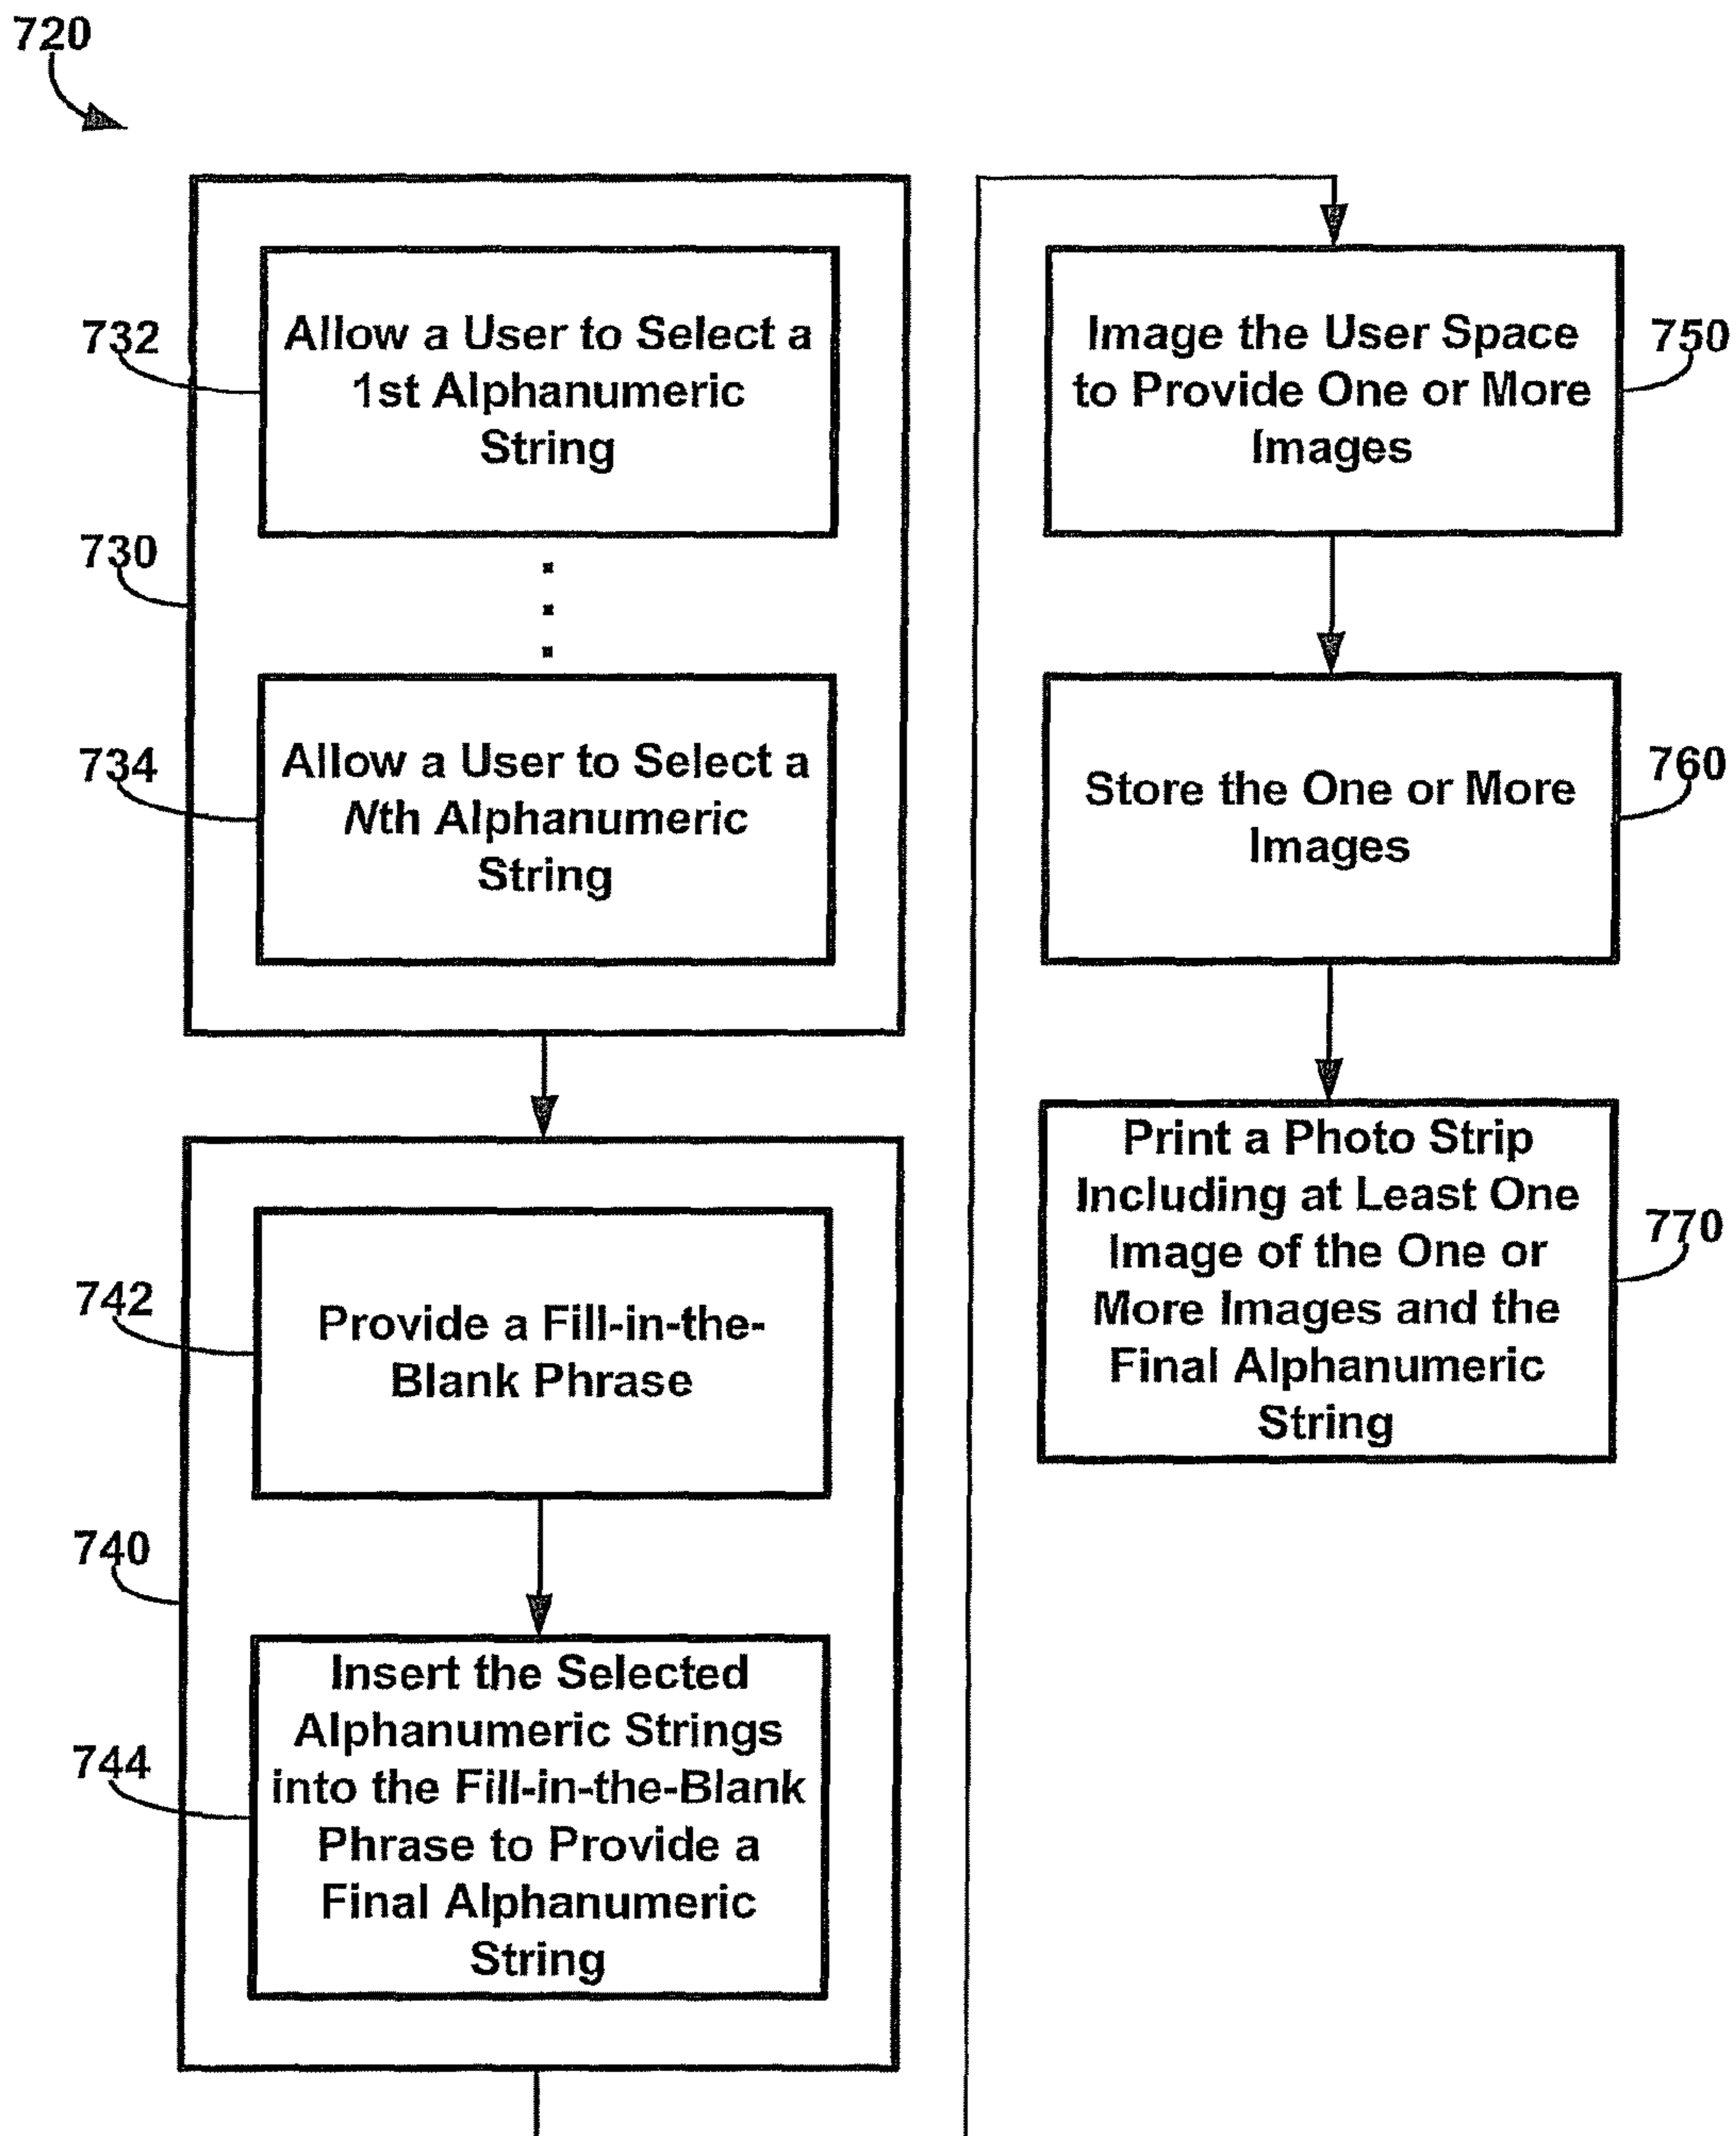 720
732
Allow a User to Select a
1st Alphanumeric
String
730
734
Allow a User to Select a
Nth Alphanumeric
String
742
Provide a Fill-in-the-
Blank Phrase
740
744
Insert the Selected
Alphanumeric Strings
into the Fill-in-the-Blank
Phrase to Provide a
Final Alphanumeric
String
Image the User Space
to Provide One or More
Images
750
Store the One or More
Images
760
Print a Photo Strip
Including at Least One
Image of the One or
More Images and the
Final Alphanumeric
String
770